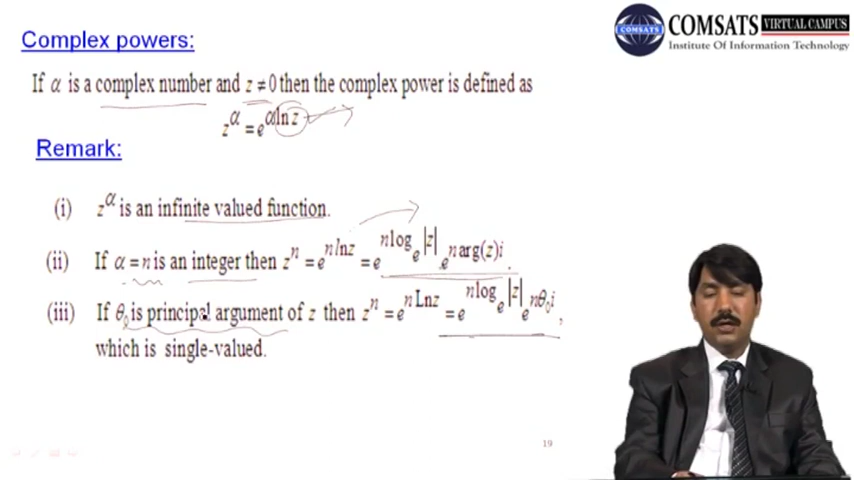 COMSATS VIRTUAL CAMPUS
COMSATS
Institute Of Information Technology
Complex powers:
If α is a complex number and z ≠ 0 then the complex power is defined as
z^α = e^{α ln z}
Remark:
(i) z^α is an infinite valued function.
(ii) If α = n is an integer then z^n = e^{n ln z} = e^{n log_e |z|} e^{n arg(z)i}.
(iii) If θ₀ is principal argument of z then z^n = e^{n Ln z} = e^{n log_e |z|} e^{nθ₀i},
which is single-valued.
19